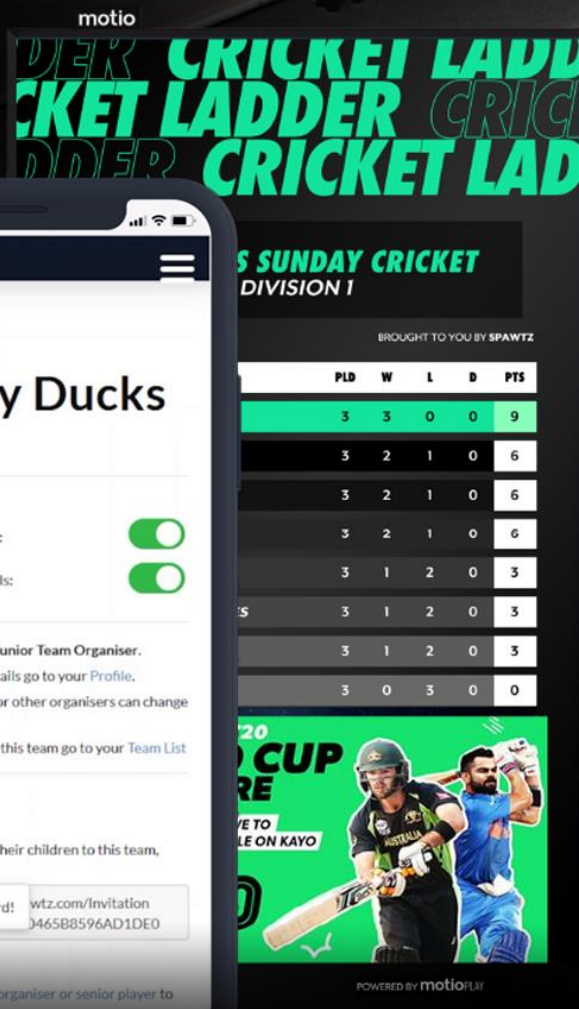 motio
DER CRICKET LADD
CKET LADDER CRIC
DDER CRICKET LAD
S SUNDAY CRICKET
DIVISION 1
BROUGHT TO YOU BY SPAWTZ
PLD W L D PTS
3 3 0 0 9
3 2 1 0 6
3 2 1 0 6
3 2 1 0 6
3 1 2 0 3
ES 3 1 2 0 3
3 1 2 0 3
3 0 3 0 0
y Ducks
:
ls:
unior Team Organiser.
ails go to your Profile.
or other organisers can change
this team go to your Team List
heir children to this team,
rd!
wtz.com/Invitation
0465B8596AD1DE0
organiser or senior player to
20
CUP
RE
VE TO
LE ON KAYO
AUSTRALIA
POWERED BY motioPLAY